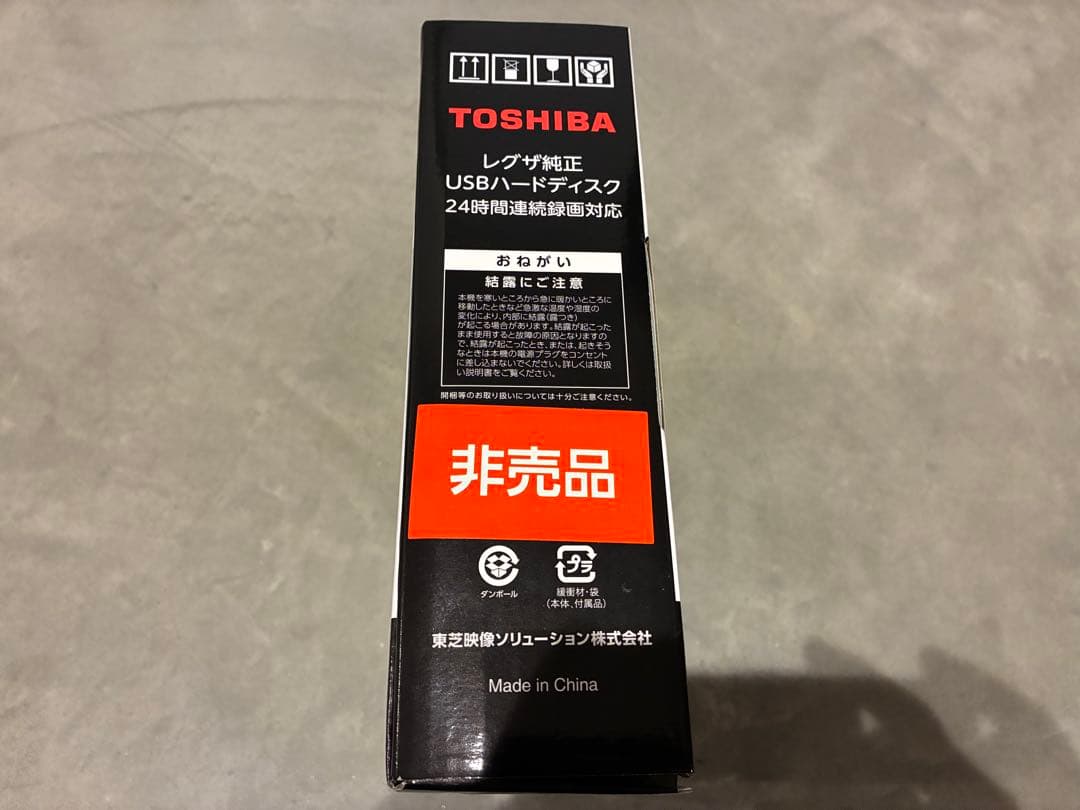 TOSHIBA
レグザ純正
USBハードディスク
24時間連続録画対応
おねがい
結露にご注意
本機を寒いところから急に暖かいところに
移動したときなど急激な温度や湿度の
変化により、内部に結露(露つき)
が起こる場合があります。結露が起こった
まま使用すると故障の原因となりますの
で、結露が起こったとき、または、起きそう
なときは本機の電源プラグをコンセント
に差し込まないでください。詳しくは取扱
い説明書をご覧ください。
開梱等のお取り扱いについては十分ご注意ください。
非売品
プラ
ダンボール
緩衝材・袋
(本体、付属品)
東芝映像ソリューション株式会社
Made in China